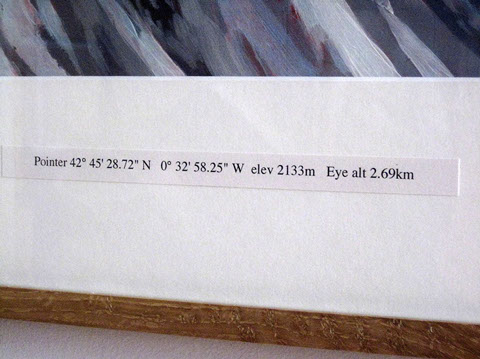 Pointer 42° 45' 28.72" N   0° 32' 58.25" W  elev 2133m   Eye alt 2.69km